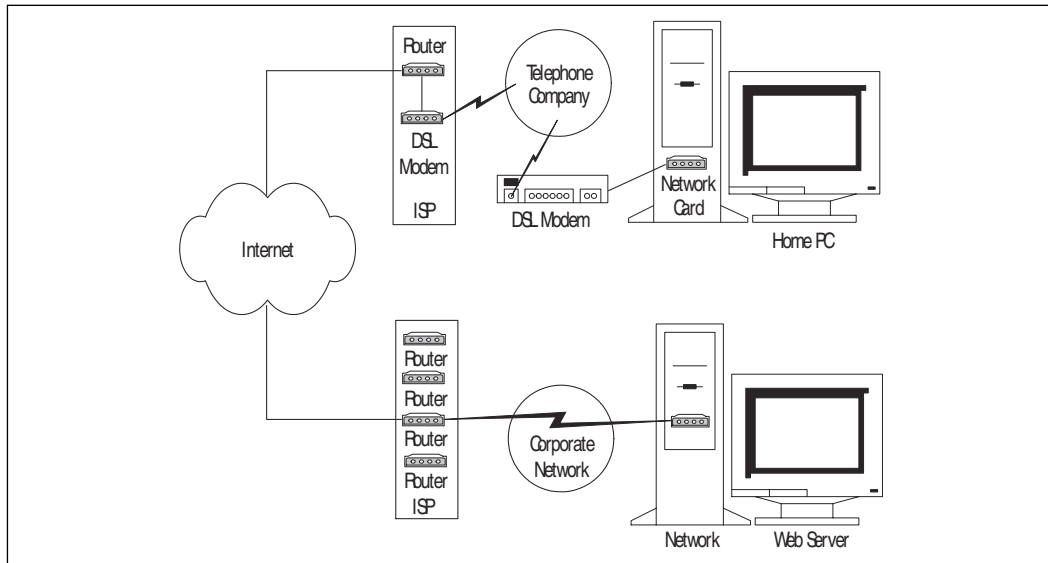 Router
Telephone
Company
DSL
Modem
ISP
Network
Card
DSL Modem
Home PC
Internet
Router
Router
Router
Router
ISP
Corporate
Network
Network
Web Server